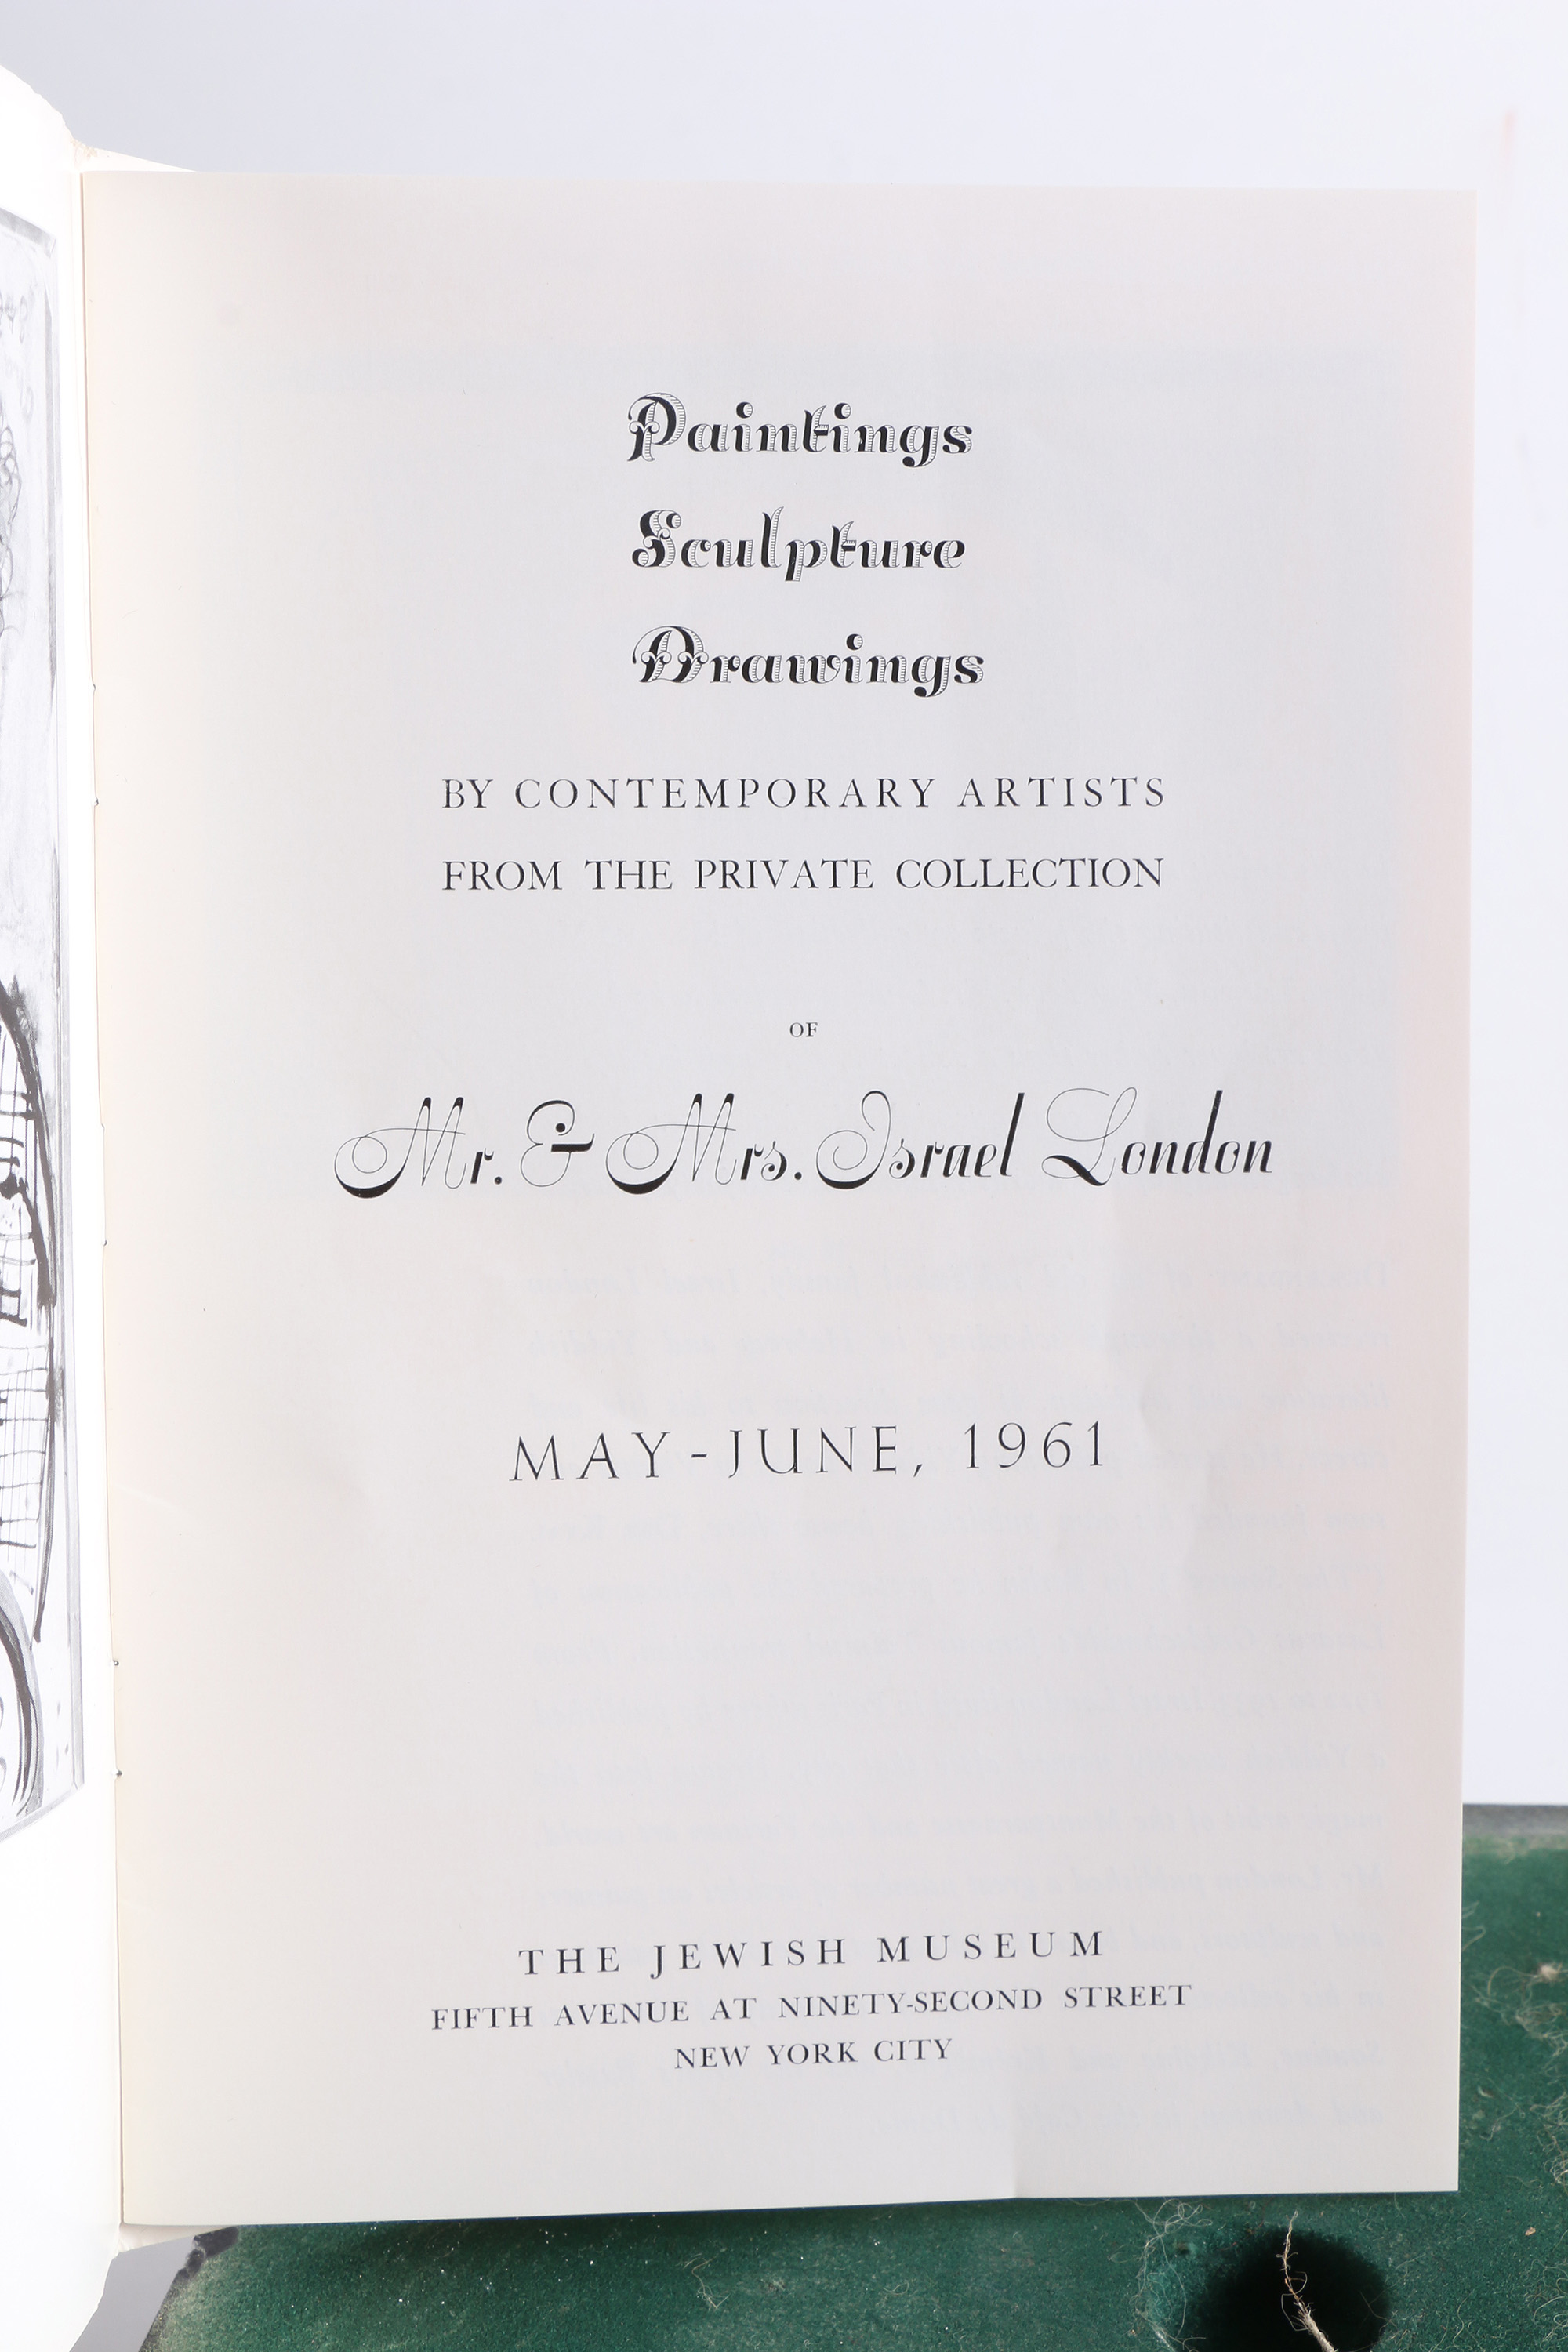 Paintings
Sculpture
Drawings
BY CONTEMPORARY ARTISTS
FROM THE PRIVATE COLLECTION
OF
Mr. & Mrs. Israel London
MAY-JUNE, 1961
THE JEWISH MUSEUM
FIFTH AVENUE AT NINETY-SECOND STREET
NEW YORK CITY